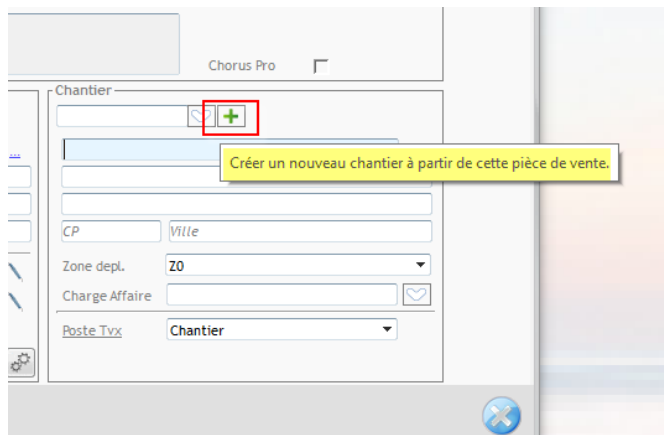 Chorus Pro
Chantier
...
Créer un nouveau chantier à partir de cette pièce de vente.
CP Ville
Zone depl. Z0
Charge Affaire
Poste Tvx Chantier